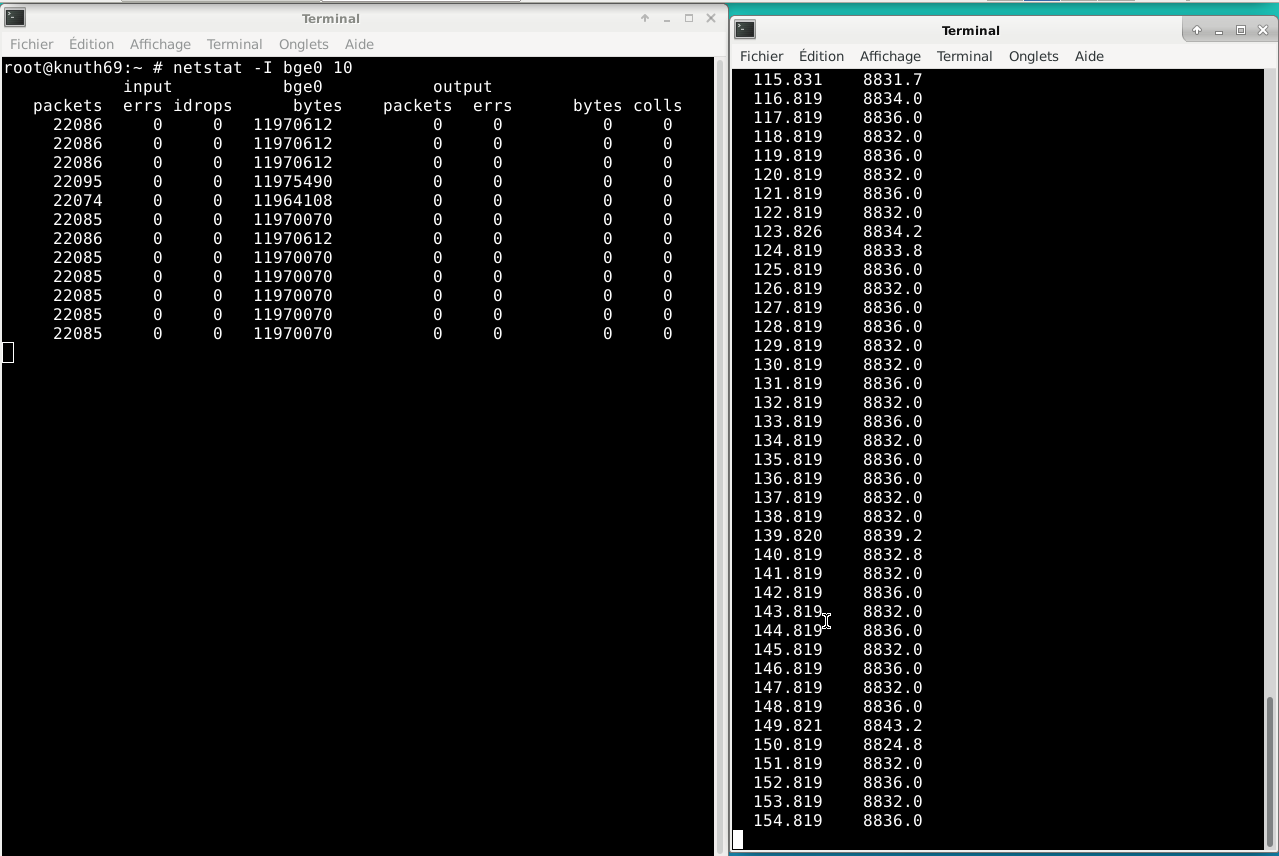 Terminal
Fichier Édition Affichage Terminal Onglets Aide
root@knuth69:~ # netstat -I bge0 10
input bge0 output
packets errs idrops bytes packets errs bytes colls
22086 0 0 11970612 0 0 0 0
22086 0 0 11970612 0 0 0 0
22086 0 0 11970612 0 0 0 0
22095 0 0 11975490 0 0 0 0
22074 0 0 11964108 0 0 0 0
22085 0 0 11970070 0 0 0 0
22086 0 0 11970612 0 0 0 0
22085 0 0 11970070 0 0 0 0
22085 0 0 11970070 0 0 0 0
22085 0 0 11970070 0 0 0 0
22085 0 0 11970070 0 0 0 0
22085 0 0 11970070 0 0 0 0
Terminal
Fichier Édition Affichage Terminal Onglets Aide
115.831 8831.7
116.819 8834.0
117.819 8836.0
118.819 8832.0
119.819 8836.0
120.819 8832.0
121.819 8836.0
122.819 8832.0
123.826 8834.2
124.819 8833.8
125.819 8836.0
126.819 8832.0
127.819 8836.0
128.819 8836.0
129.819 8832.0
130.819 8832.0
131.819 8836.0
132.819 8832.0
133.819 8836.0
134.819 8832.0
135.819 8836.0
136.819 8836.0
137.819 8832.0
138.819 8832.0
139.820 8839.2
140.819 8832.8
141.819 8832.0
142.819 8836.0
143.819 8832.0
144.819 8836.0
145.819 8832.0
146.819 8836.0
147.819 8832.0
148.819 8836.0
149.821 8843.2
150.819 8824.8
151.819 8832.0
152.819 8836.0
153.819 8832.0
154.819 8836.0